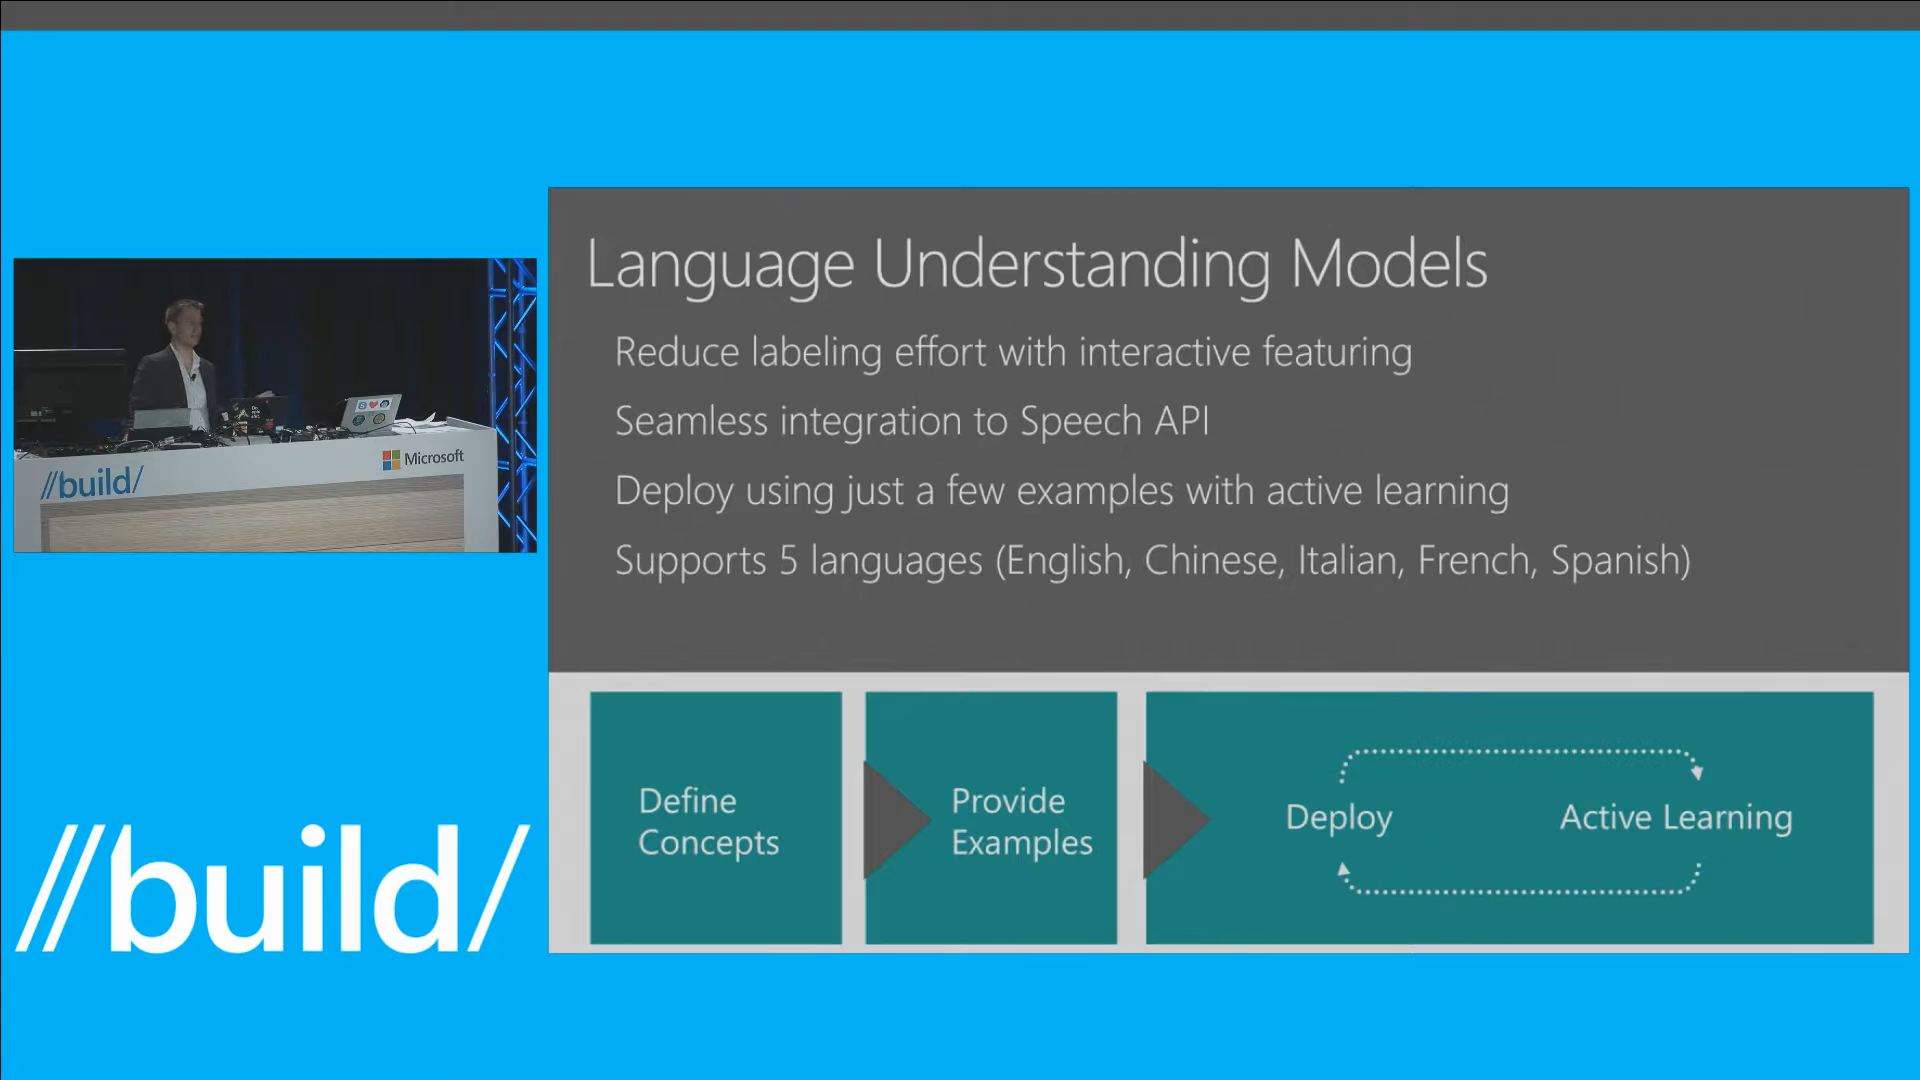 Language Understanding Models
Reduce labeling effort with interactive featuring
Seamless integration to Speech API
Deploy using just a few examples with active learning
Supports 5 languages (English, Chinese, Italian, French, Spanish)
//build/
Microsoft
Define
Concepts
Provide
Examples
Deploy
Active Learning
//build/